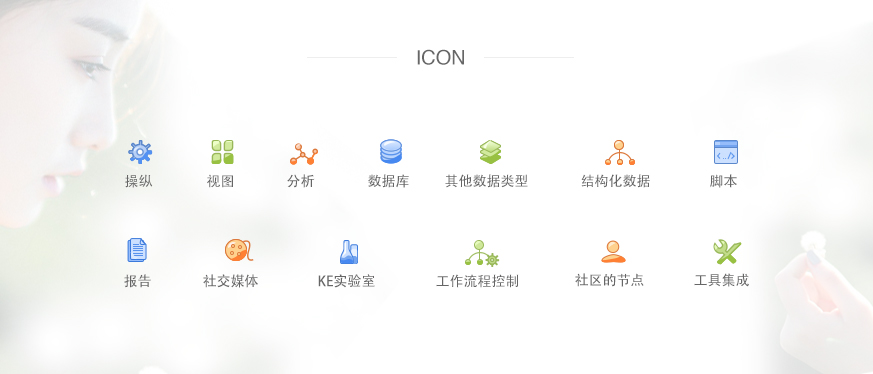 ICON
操纵 视图 分析 数据库 其他数据类型 结构化数据 脚本
报告 社交媒体 KE实验室 工作流程控制 社区的节点 工具集成